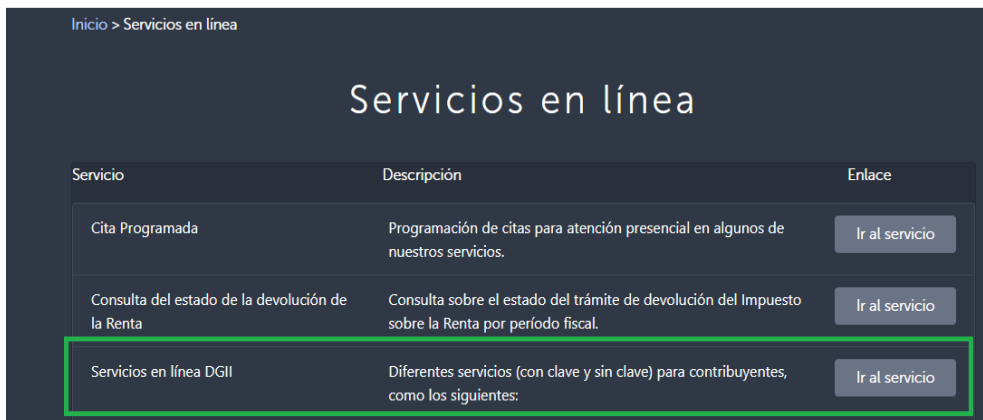 Inicio > Servicios en línea
Servicios en línea
Servicio Descripción Enlace
Cita Programada Programación de citas para atención presencial en algunos de Ir al servicio
nuestros servicios.
Consulta del estado de la devolución de Consulta sobre el estado del trámite de devolución del Impuesto Ir al servicio
la Renta sobre la Renta por período fiscal.
Servicios en línea DGII Diferentes servicios (con clave y sin clave) para contribuyentes, Ir al servicio
como los siguientes: